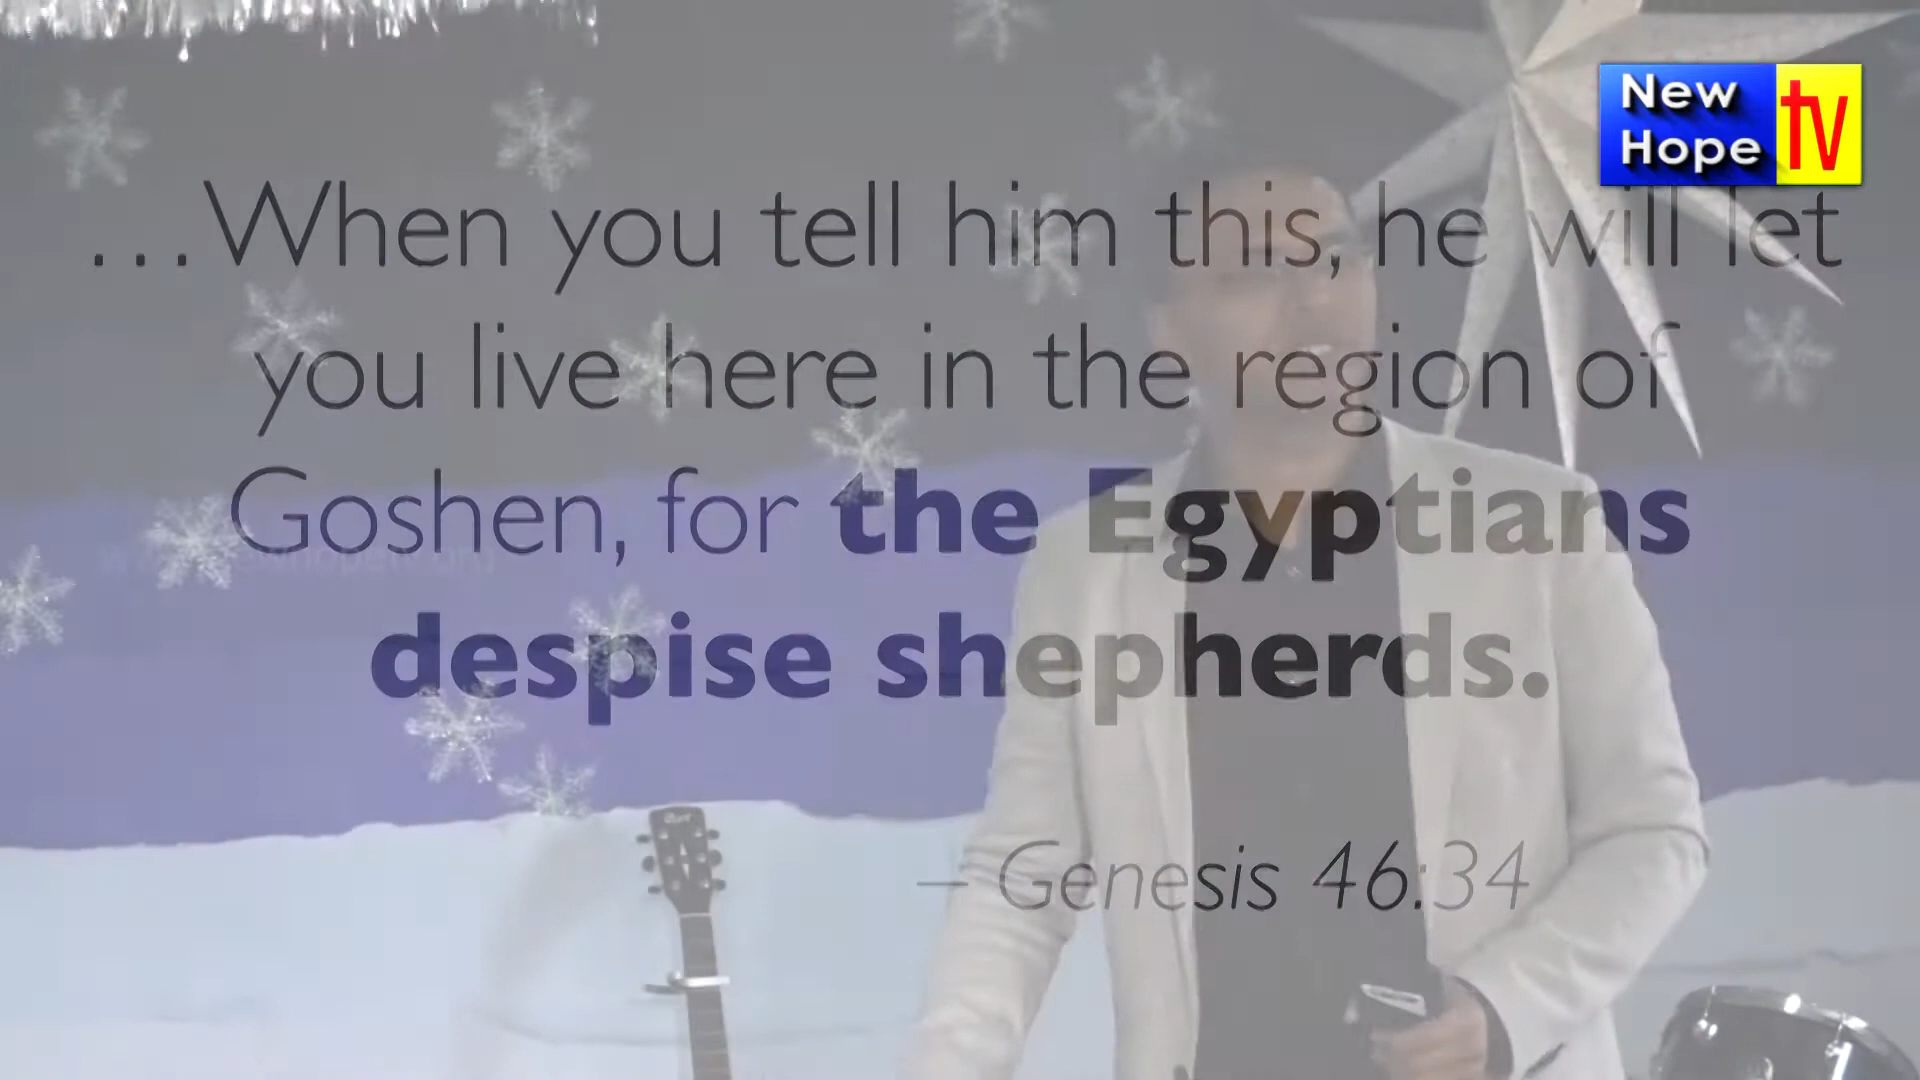 New
Hope
tv
…When you tell him this, he will let
you live here in the region of
Goshen, for the Egyptians
despise shepherds.
– Genesis 46:34
Cort